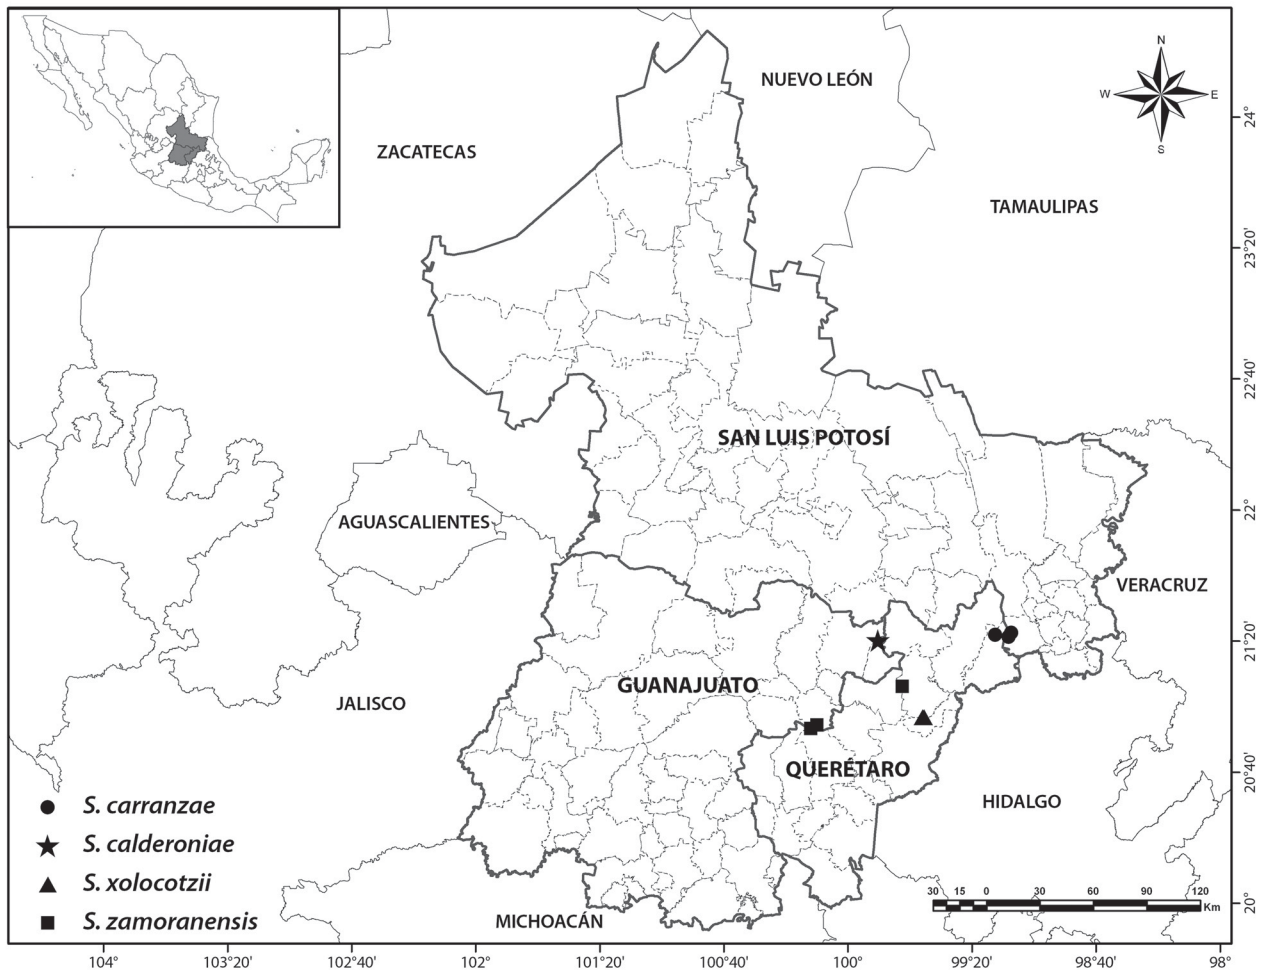 NUEVO LEÓN
N
W
E
S
ZACATECAS
TAMAULIPAS
24°
23°20'
22°40'
SAN LUIS POTOSÍ
22°
AGUASCALIENTES
VERACRUZ
21°20'
GUANAJUATO
JALISCO
QUERÉTARO
20°40'
HIDALGO
S. carranzae
S. calderoniae
S. xolocotzii
S. zamoranensis
30 15 0 30 60 90 120
Km
20°
MICHOACÁN
104° 103°20' 102°40' 102° 101°20' 100°40' 100° 99°20' 98°40' 98°